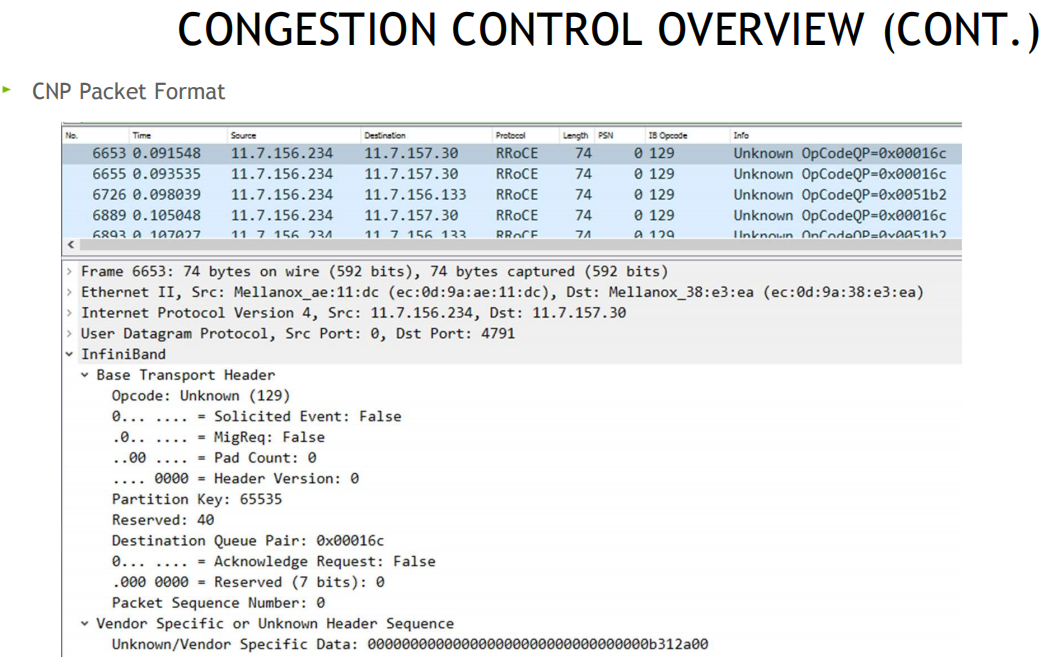 CONGESTION CONTROL OVERVIEW (CONT.)
CNP Packet Format
No. Time Source Destination Protocol Length PSN IB Opcode Info
6653 0.091548 11.7.156.234 11.7.157.30 RRoCE 74 0 129 Unknown OpCodeQP=0x00016c
6655 0.093535 11.7.156.234 11.7.157.30 RRoCE 74 0 129 Unknown OpCodeQP=0x00016c
6726 0.098039 11.7.156.234 11.7.156.133 RRoCE 74 0 129 Unknown OpCodeQP=0x0051b2
6889 0.105048 11.7.156.234 11.7.157.30 RRoCE 74 0 129 Unknown OpCodeQP=0x00016c
6893 0.107027 11.7.156.234 11.7.156.133 RRoCE 74 0 129 Unknown OpCodeQP=0x0051b2
Frame 6653: 74 bytes on wire (592 bits), 74 bytes captured (592 bits)
Ethernet II, Src: Mellanox_ae:11:dc (ec:0d:9a:ae:11:dc), Dst: Mellanox_38:e3:ea (ec:0d:9a:38:e3:ea)
Internet Protocol Version 4, Src: 11.7.156.234, Dst: 11.7.157.30
User Datagram Protocol, Src Port: 0, Dst Port: 4791
InfiniBand
Base Transport Header
Opcode: Unknown (129)
0... .... = Solicited Event: False
.0.. .... = MigReq: False
..00 .... = Pad Count: 0
.... 0000 = Header Version: 0
Partition Key: 65535
Reserved: 40
Destination Queue Pair: 0x00016c
0... .... = Acknowledge Request: False
.000 0000 = Reserved (7 bits): 0
Packet Sequence Number: 0
Vendor Specific or Unknown Header Sequence
Unknown/Vendor Specific Data: 00000000000000000000000000000000b312a00